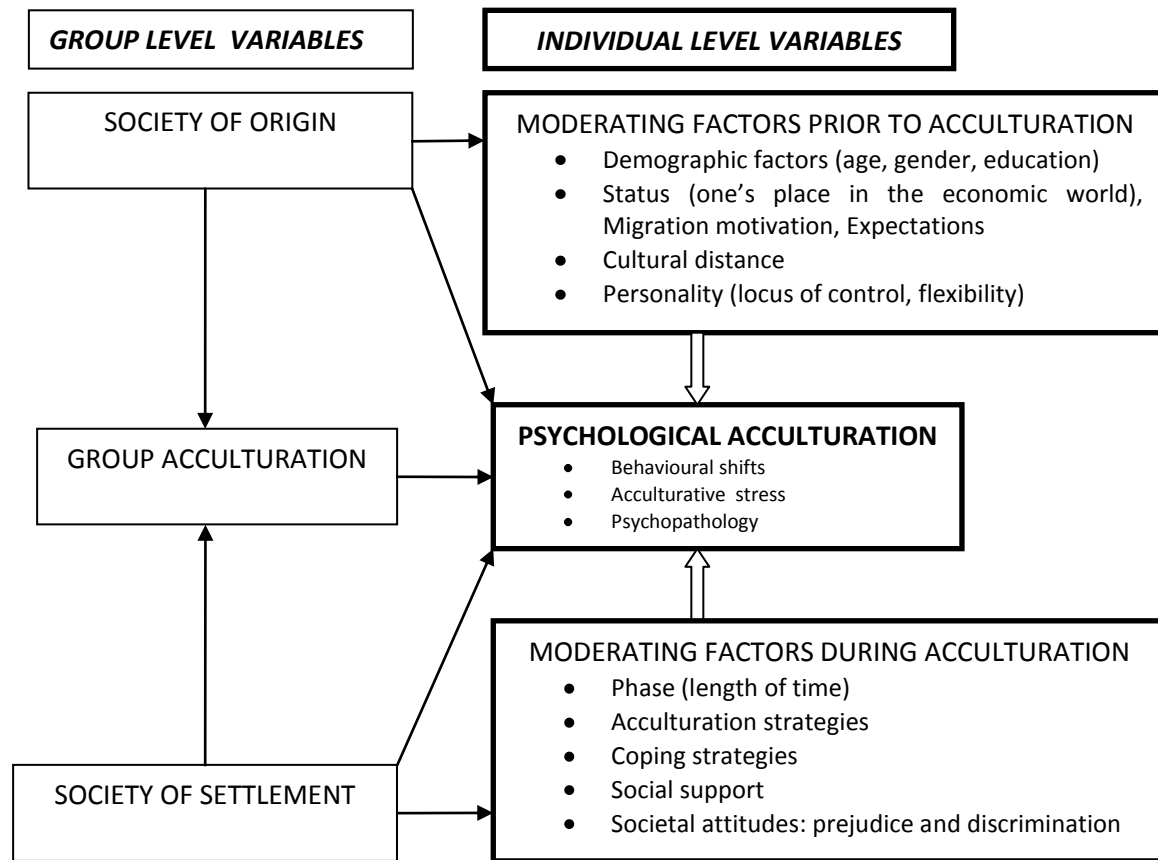 GROUP LEVEL VARIABLES
INDIVIDUAL LEVEL VARIABLES
SOCIETY OF ORIGIN
MODERATING FACTORS PRIOR TO ACCULTURATION
• Demographic factors (age, gender, education)
• Status (one’s place in the economic world),
Migration motivation, Expectations
• Cultural distance
• Personality (locus of control, flexibility)
GROUP ACCULTURATION
PSYCHOLOGICAL ACCULTURATION
• Behavioural shifts
• Acculturative stress
• Psychopathology
SOCIETY OF SETTLEMENT
MODERATING FACTORS DURING ACCULTURATION
• Phase (length of time)
• Acculturation strategies
• Coping strategies
• Social support
• Societal attitudes: prejudice and discrimination